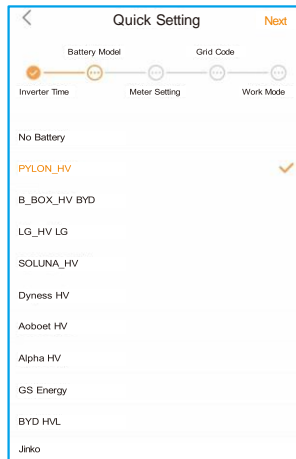 Quick Setting Next
Battery Model Grid Code
Inverter Time Meter Setting Work Mode
No Battery
PYLON_HV
B_BOX_HV BYD
LG_HV LG
SOLUNA_HV
Dyness HV
Aoboet HV
Alpha HV
GS Energy
BYD HVL
Jinko